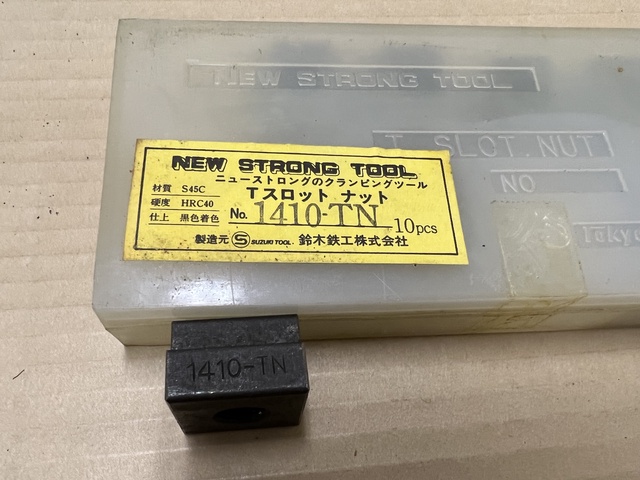 NEW STRONG TOOL
T. SLOT. NUT
NO
Tokyo
NEW STRONG TOOL
ニューストロングのクランピングツール
Tスロット ナット
材質 S45C
硬度 HRC40
仕上 黒色着色
No. 1410-TN 10pcs
製造元 S SUZUKI TOOL. 鈴木鉄工株式会社
1410-TN